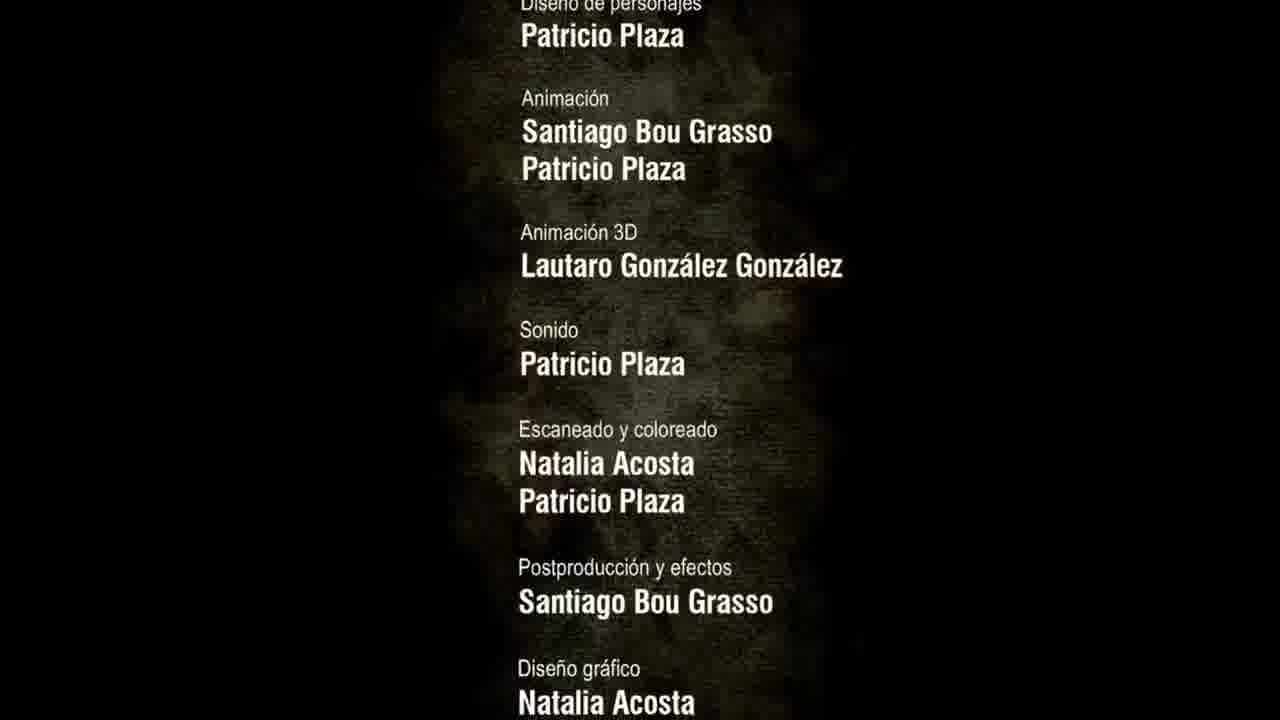 Diseño de personajes
Patricio Plaza
Animación
Santiago Bou Grasso
Patricio Plaza
Animación 3D
Lautaro González González
Sonido
Patricio Plaza
Escaneado y coloreado
Natalia Acosta
Patricio Plaza
Postproducción y efectos
Santiago Bou Grasso
Diseño gráfico
Natalia Acosta